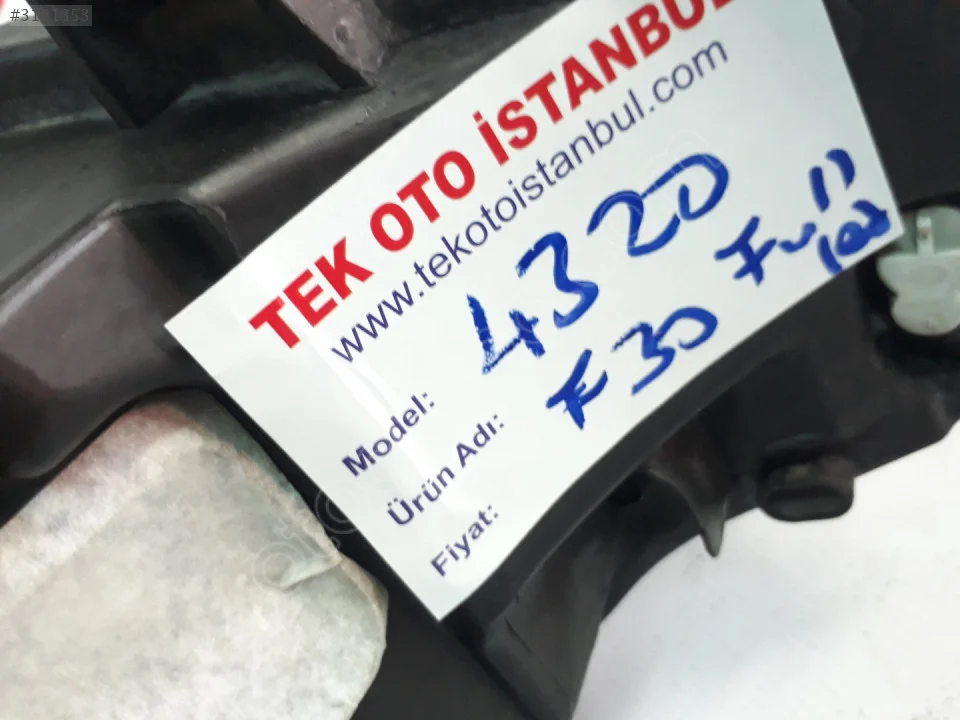 TEK OTO İSTANBUL
www.tekotoistanbul.com
Model: 4320
Ürün Adı: F30
Fiyat: